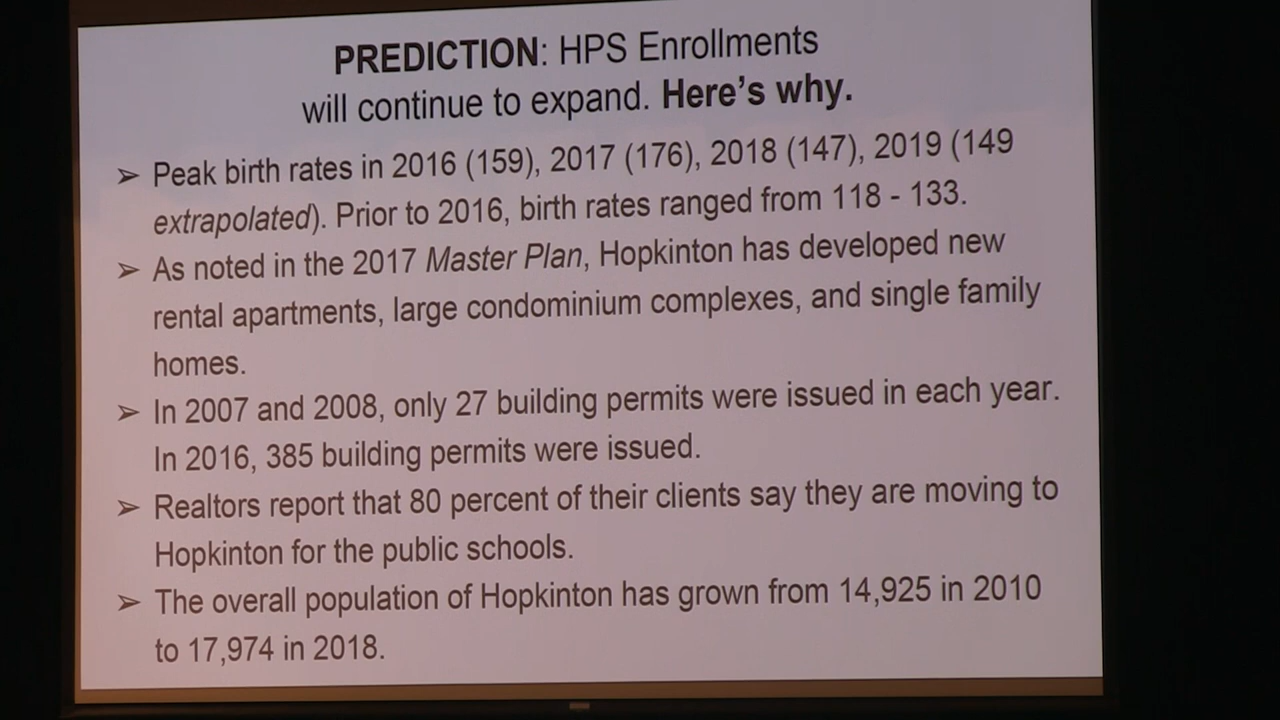 PREDICTION: HPS Enrollments
will continue to expand. Here's why.
➢ Peak birth rates in 2016 (159), 2017 (176), 2018 (147), 2019 (149
extrapolated). Prior to 2016, birth rates ranged from 118 - 133.
➢ As noted in the 2017 Master Plan, Hopkinton has developed new
rental apartments, large condominium complexes, and single family
homes.
➢ In 2007 and 2008, only 27 building permits were issued in each year.
In 2016, 385 building permits were issued.
➢ Realtors report that 80 percent of their clients say they are moving to
Hopkinton for the public schools.
➢ The overall population of Hopkinton has grown from 14,925 in 2010
to 17,974 in 2018.